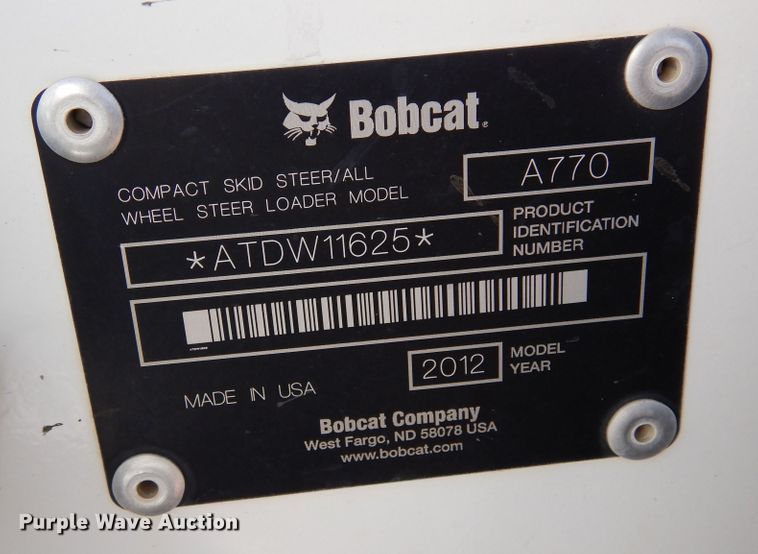 Bobcat®
COMPACT SKID STEER/ALL
WHEEL STEER LOADER MODEL
A770
*ATDW11625*
PRODUCT
IDENTIFICATION
NUMBER
MADE IN USA
2012
MODEL
YEAR
Bobcat Company
West Fargo, ND 58078 USA
www.bobcat.com
Purple Wave Auction